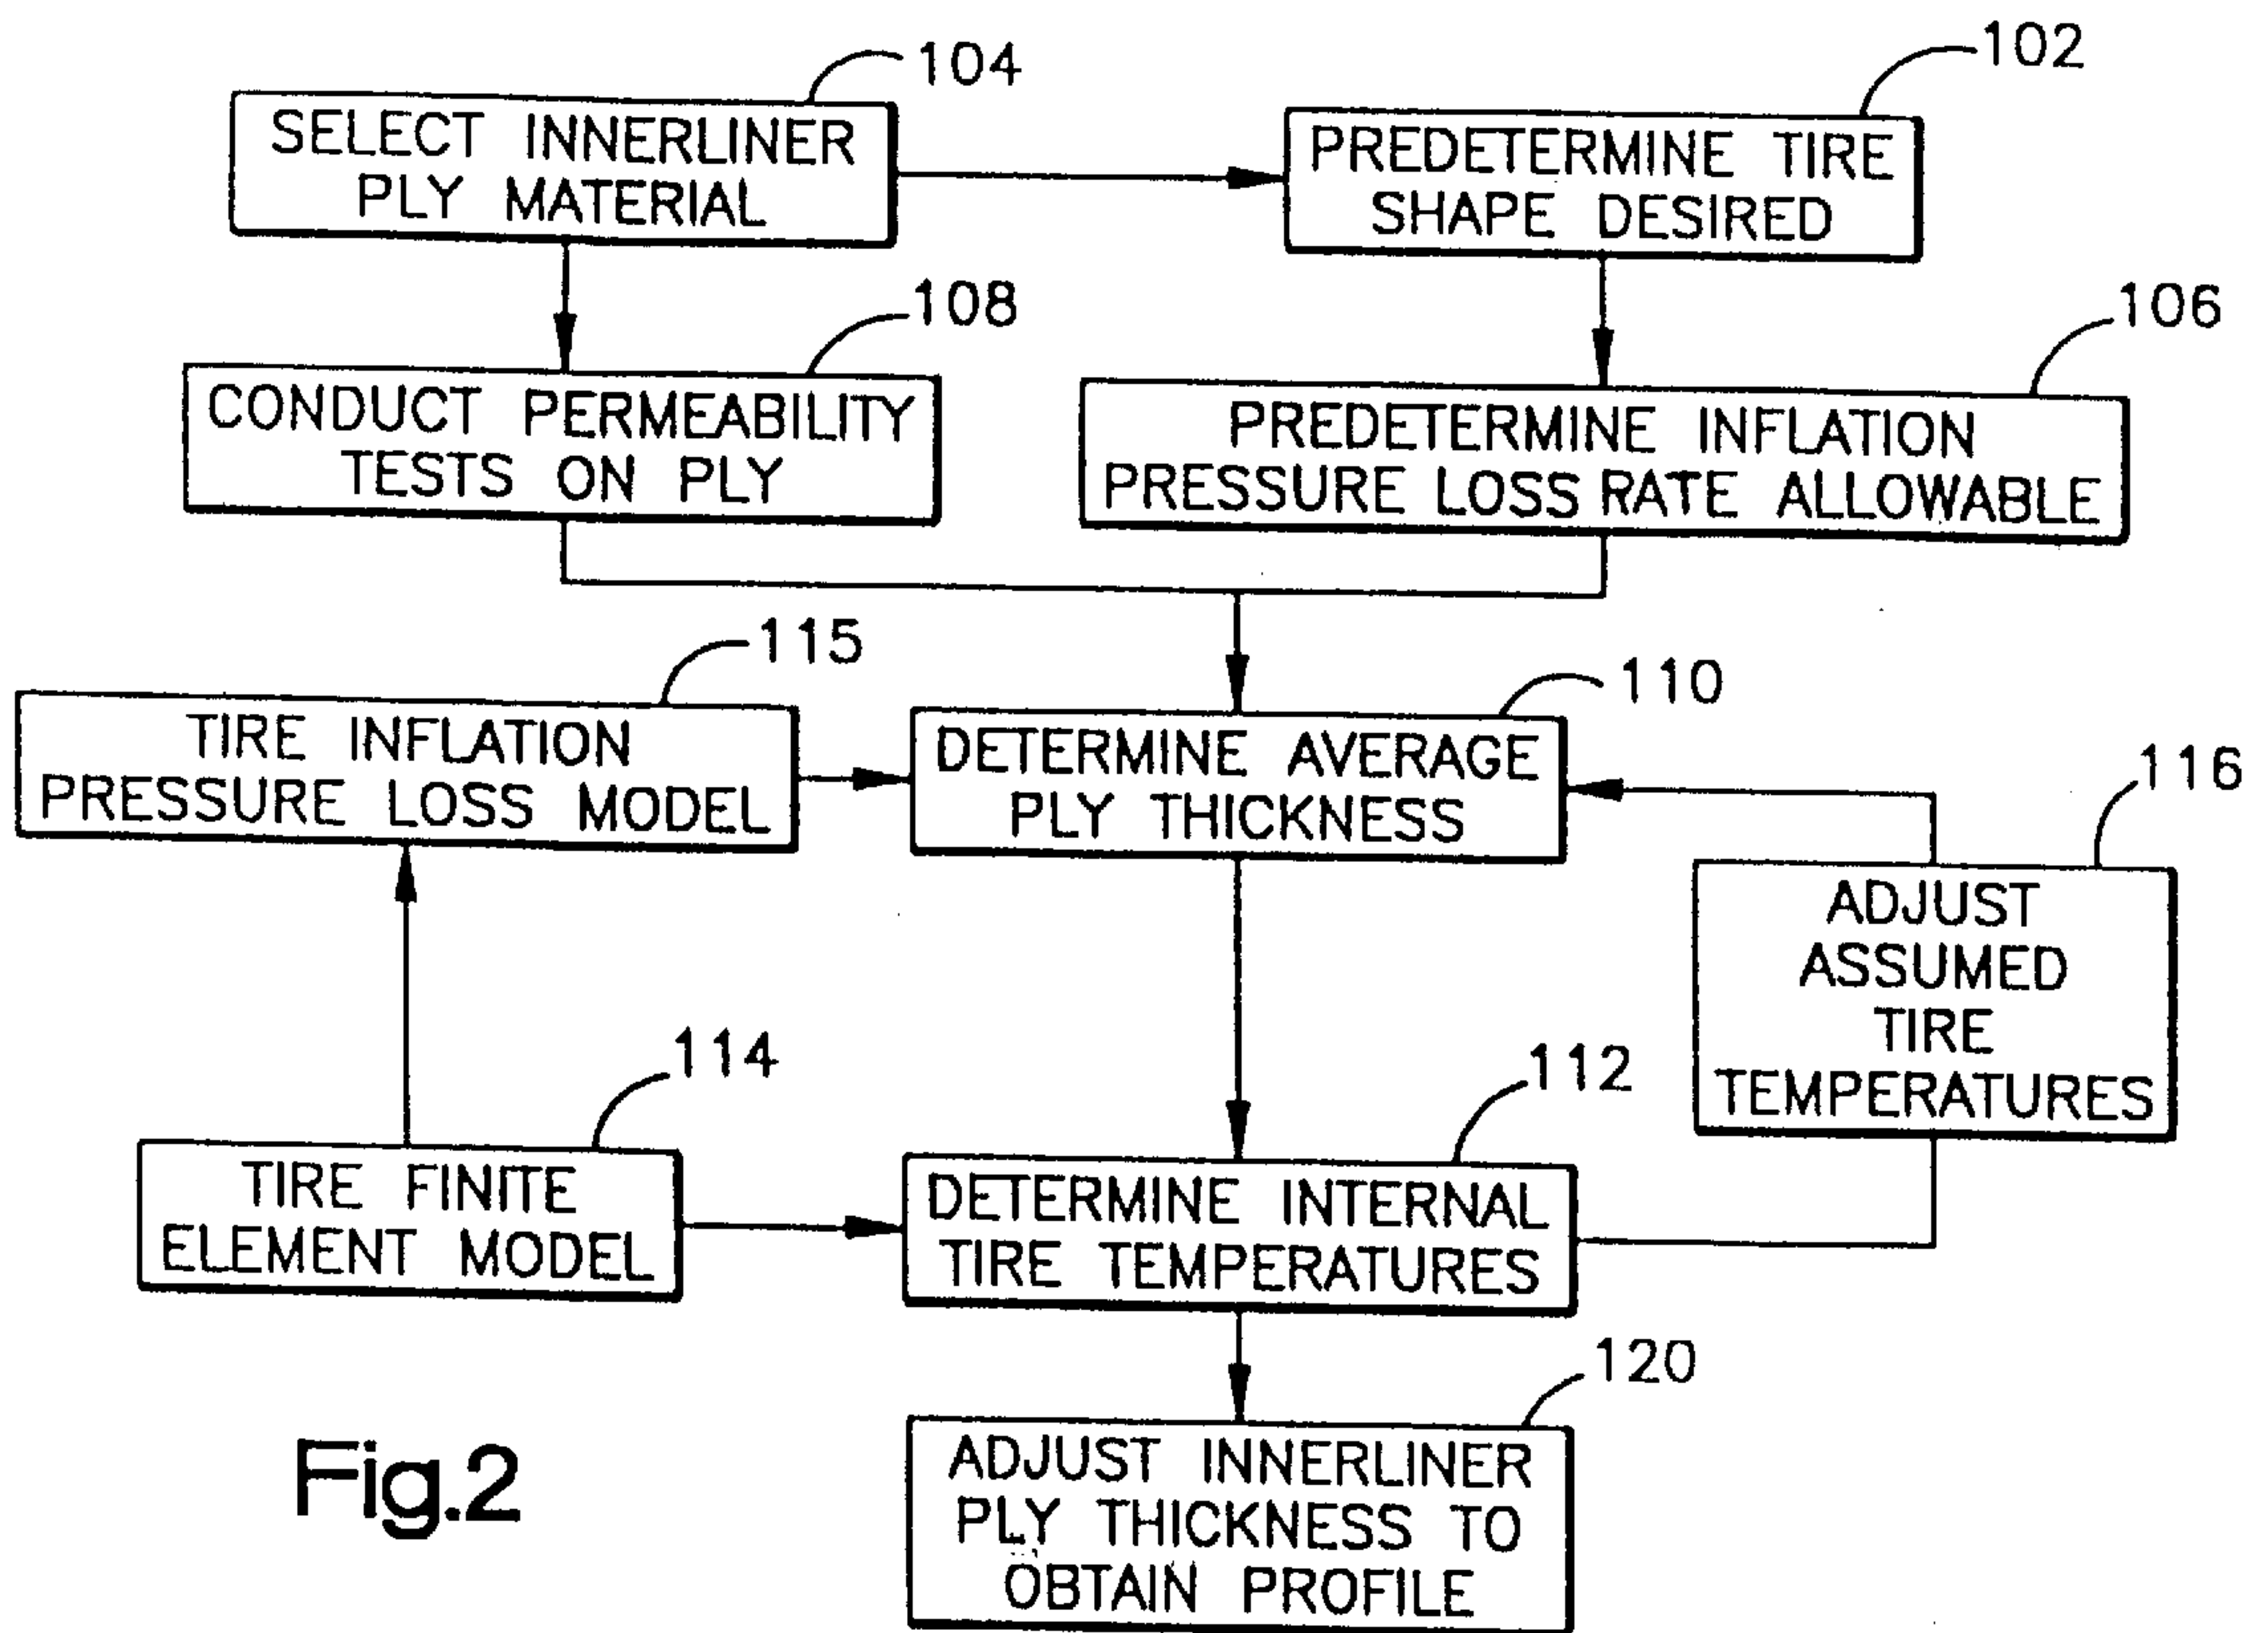 104
SELECT INNERLINER
PLY MATERIAL
102
PREDETERMINE TIRE
SHAPE DESIRED
108
CONDUCT PERMEABILITY
TESTS ON PLY
106
PREDETERMINE INFLATION
PRESSURE LOSS RATE ALLOWABLE
115
TIRE INFLATION
PRESSURE LOSS MODEL
110
DETERMINE AVERAGE
PLY THICKNESS
116
ADJUST
ASSUMED
TIRE
TEMPERATURES
114
TIRE FINITE
ELEMENT MODEL
112
DETERMINE INTERNAL
TIRE TEMPERATURES
120
ADJUST INNERLINER
PLY THICKNESS TO
OBTAIN PROFILE
Fig.2